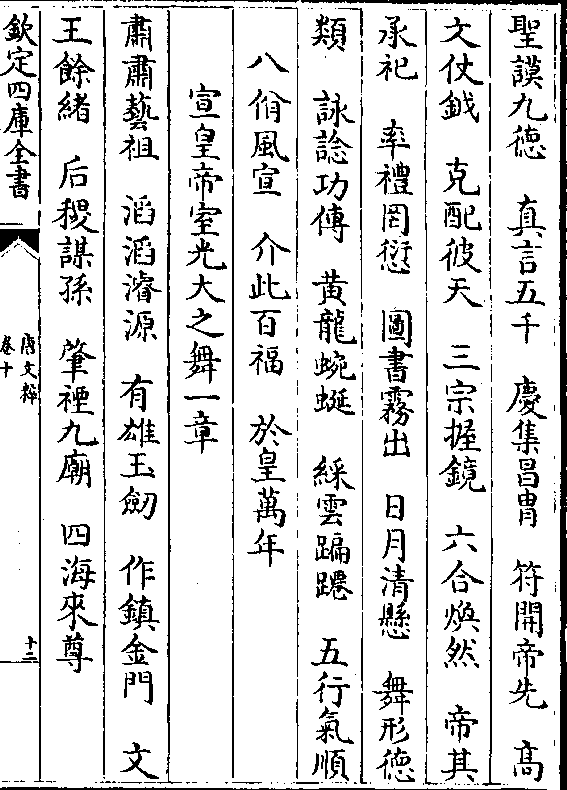 聖謨九德　真言五千　慶集昌胄　符開帝先　髙
文仗鉞　克配彼天　三宗握鏡　六合煥然　帝其
承祀　率禮罔愆　圖書霧出　日月清懸　舞形德
類　詠諗功傳　黄龍蜿蜒　綵雲蹁躚　五行氣順
八佾風宣　介此百福　於皇萬年
宣皇帝室光大之舞一章
肅肅藝祖　滔滔濬源　有雄玉劒　作鎮金門　文
王餘緒　后稷謀孫　肇禋九廟　四海來尊
欽定四庫全書
唐文粹
卷十
十二